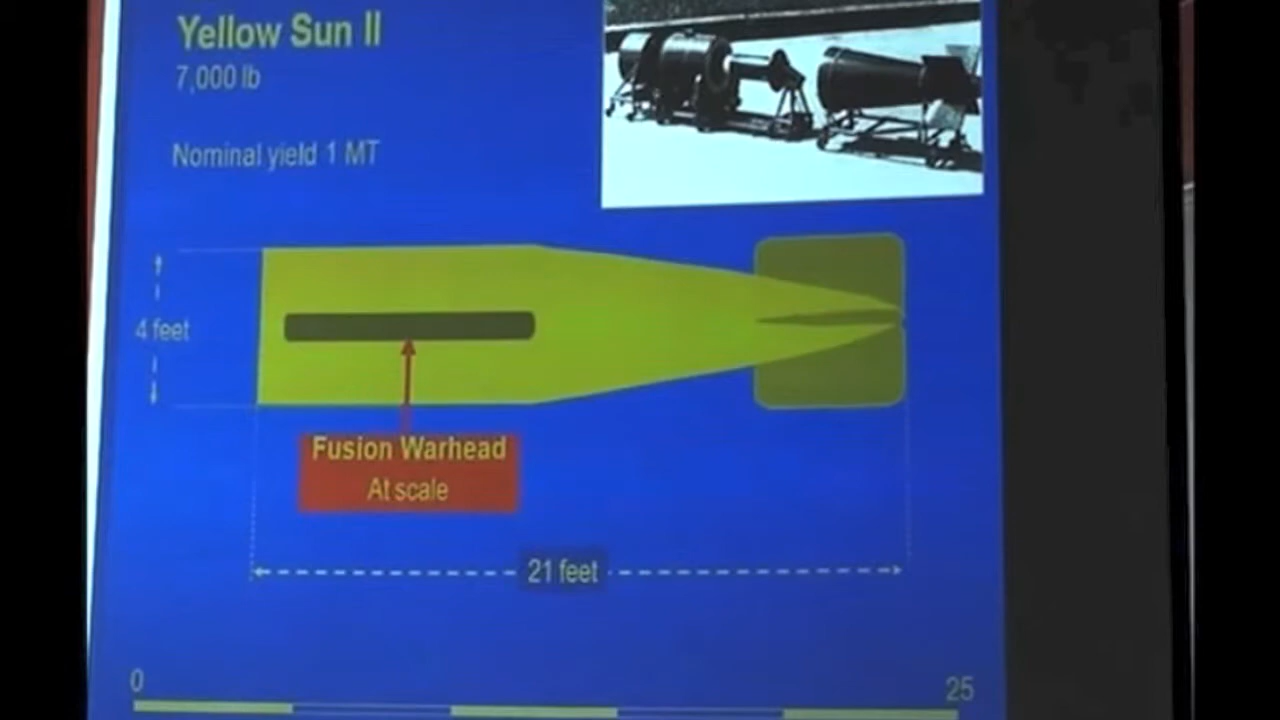 Yellow Sun II
7,000 lb
Nominal yield 1 MT
4 feet
Fusion Warhead
At scale
21 feet
0
25